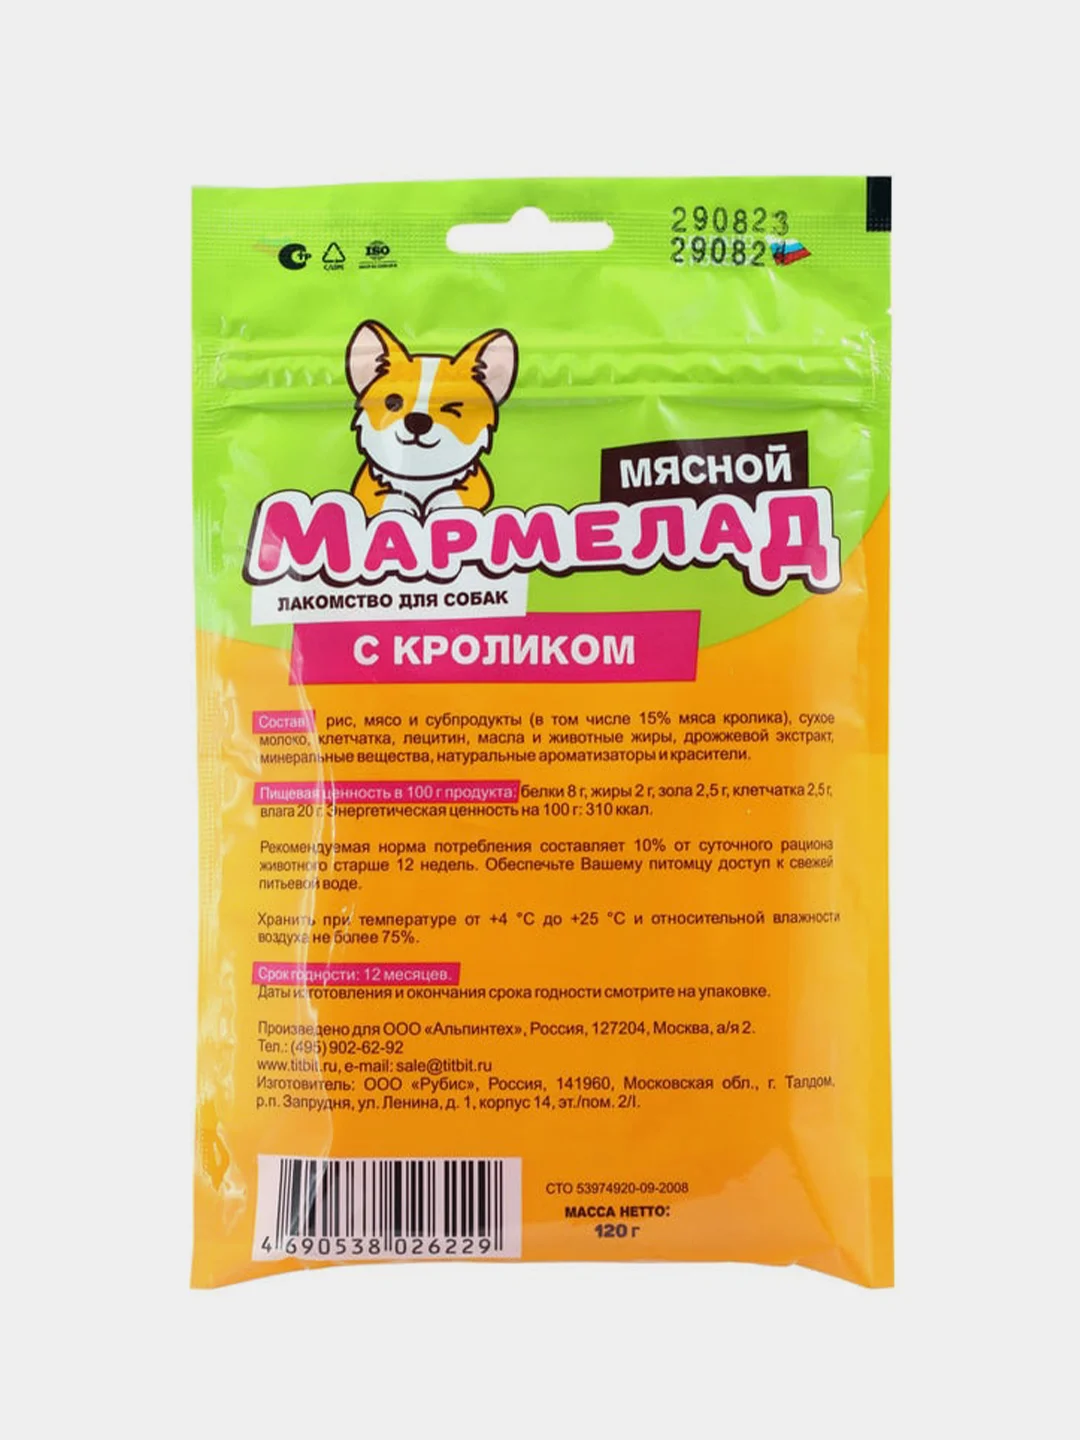 290823
290824
СТР
ISO
МЯСНОЙ
МАРМЕЛАД
ЛАКОМСТВО ДЛЯ СОБАК
С КРОЛИКОМ
Состав: рис, мясо и субпродукты (в том числе 15% мяса кролика), сухое
молоко, клетчатка, лецитин, масла и животные жиры, дрожжевой экстракт,
минеральные вещества, натуральные ароматизаторы и красители.
Пищевая ценность в 100 г продукта: белки 8 г, жиры 2 г, зола 2,5 г, клетчатка 2,5 г,
влага 20 г. Энергетическая ценность на 100 г: 310 ккал.
Рекомендуемая норма потребления составляет 10% от суточного рациона
животного старше 12 недель. Обеспечьте Вашему питомцу доступ к свежей
питьевой воде.
Хранить при температуре от +4 °С до +25 °С и относительной влажности
воздуха не более 75%.
Срок годности: 12 месяцев.
Даты изготовления и окончания срока годности смотрите на упаковке.
Произведено для ООО «Альпинтех», Россия, 127204, Москва, а/я 2.
Тел.: (495) 902-62-92
www.titbit.ru, e-mail: sale@titbit.ru
Изготовитель: ООО «Рубис», Россия, 141960, Московская обл., г. Талдом,
р.п. Запрудня, ул. Ленина, д. 1, корпус 14, эт./пом. 2/I.
СТО 53974920-09-2008
МАССА НЕТТО:
120 г
4 690538 026229